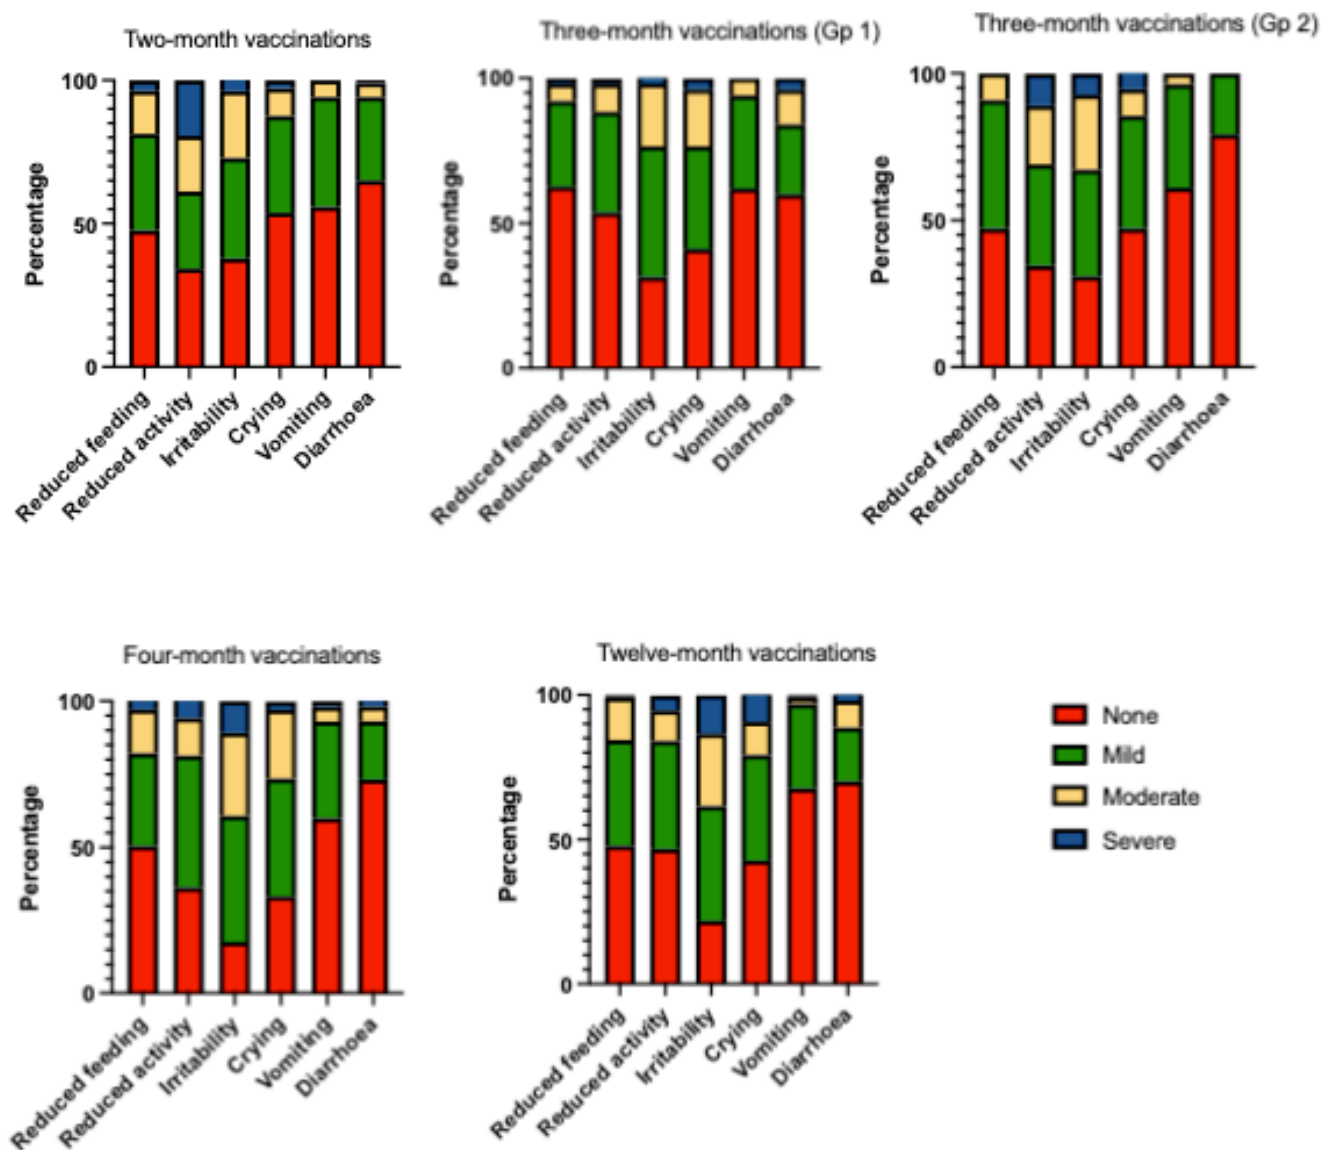 Two-month vaccinations
Percentage
100
50
0
Reduced feeding
Reduced activity
Irritability
Crying
Vomiting
Diarrhoea
Three-month vaccinations (Gp 1)
Percentage
100
50
0
Reduced feeding
Reduced activity
Irritability
Crying
Vomiting
Diarrhoea
Three-month vaccinations (Gp 2)
Percentage
100
50
0
Reduced feeding
Reduced activity
Irritability
Crying
Vomiting
Diarrhoea
Four-month vaccinations
Percentage
100
50
0
Reduced feeding
Reduced activity
Irritability
Crying
Vomiting
Diarrhoea
Twelve-month vaccinations
Percentage
100
50
0
Reduced feeding
Reduced activity
Irritability
Crying
Vomiting
Diarrhoea
None
Mild
Moderate
Severe